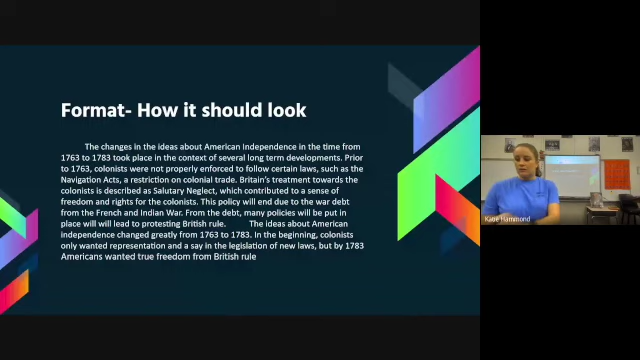 Format- How it should look
The changes in the ideas about American Independence in the time from
1763 to 1783 took place in the context of several long term developments. Prior
to 1763, colonists were not properly enforced to follow certain laws, such as the
Navigation Acts, a restriction on colonial trade. Britain's treatment towards the
colonists is described as Salutary Neglect, which contributed to a sense of
freedom and rights for the colonists. This policy will end due to the war debt
from the French and Indian War. From the debt, many policies will be put in
place will will lead to protesting British rule. The ideas about American
independence changed greatly from 1763 to 1783. In the beginning, colonists
only wanted representation and a say in the legislation of new laws, but by 1783
Americans wanted true freedom from British rule
Katie Hammond